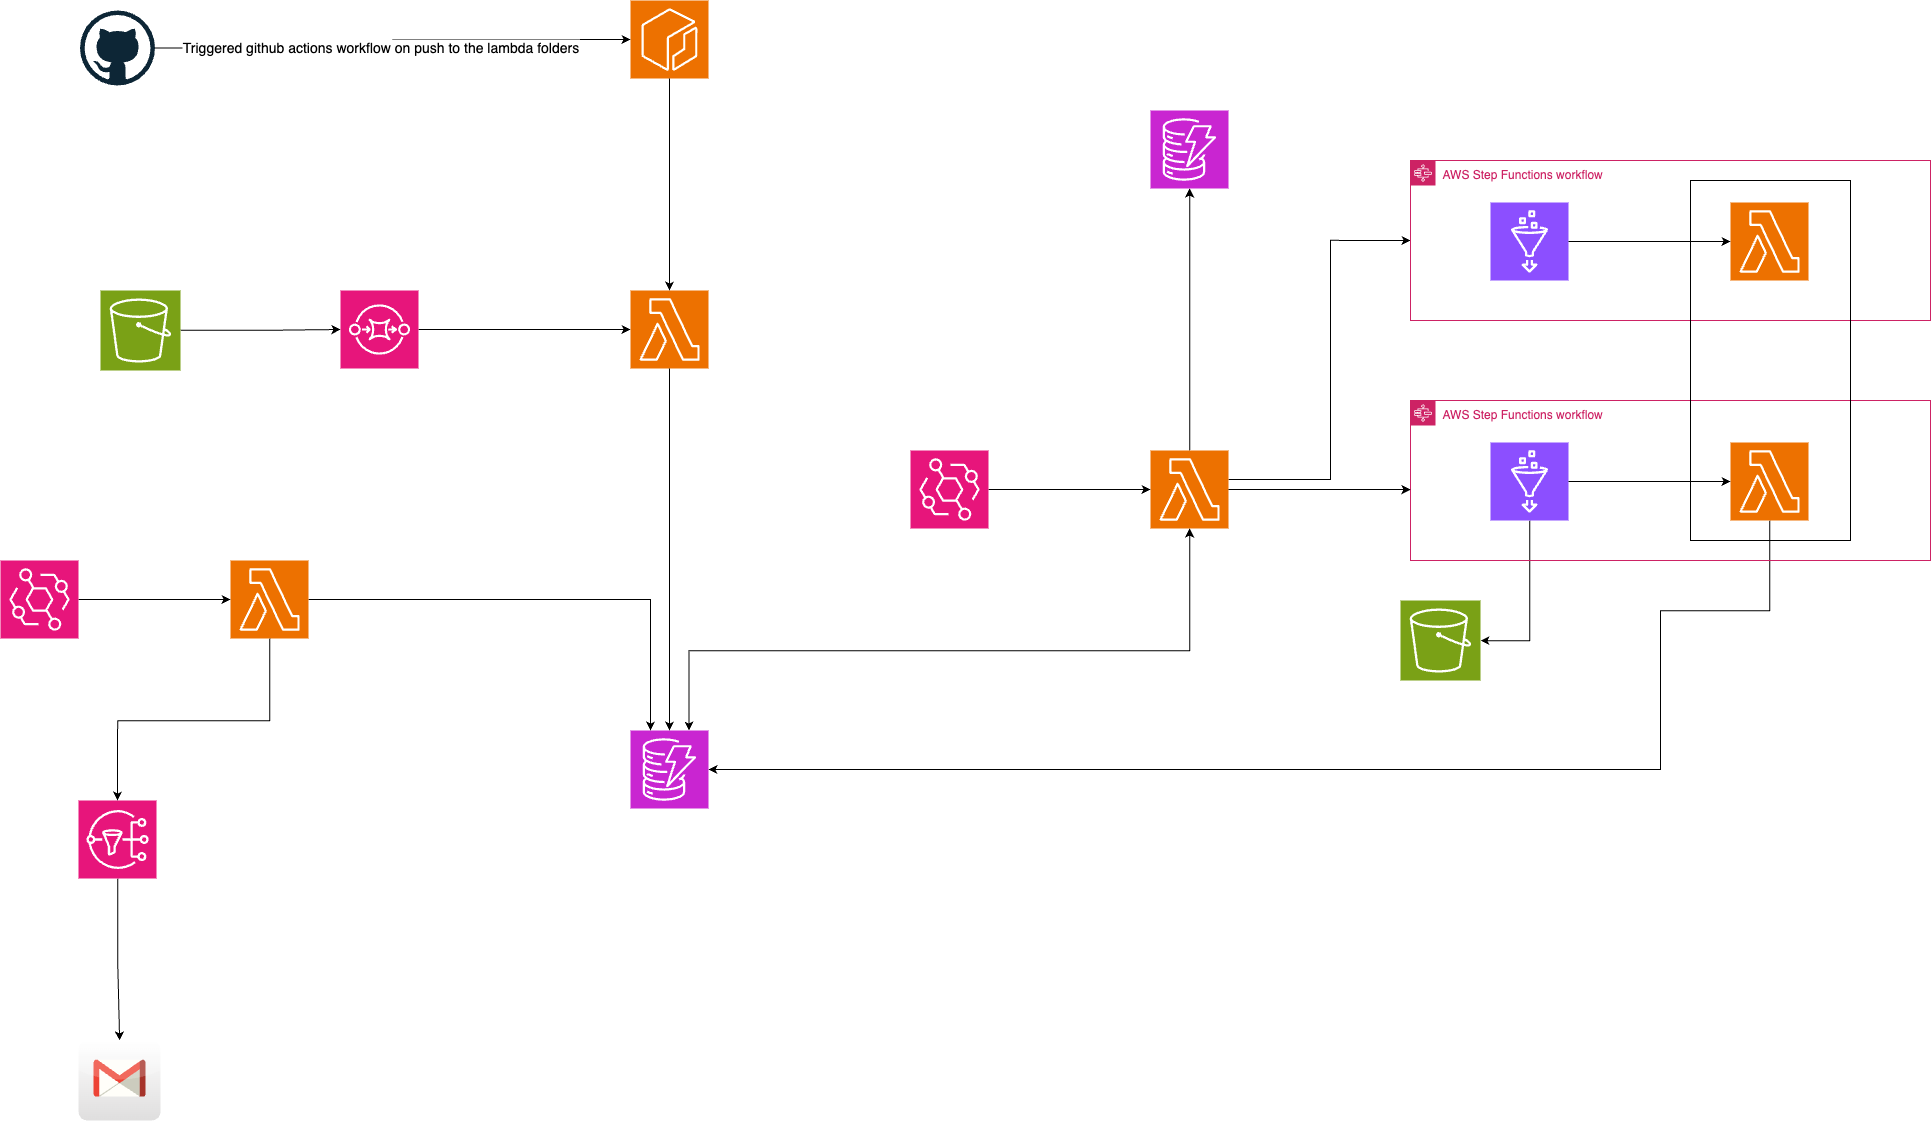 Triggered github actions workflow on push to the lambda folders
AWS Step Functions workflow
AWS Step Functions workflow